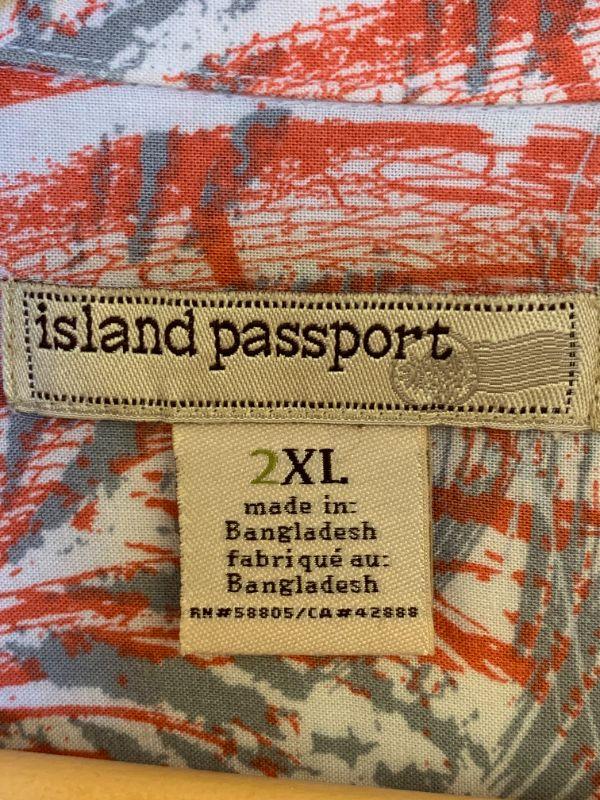 island passport
2XL
made in:
Bangladesh
fabriqué au:
Bangladesh
RN#58805/CA#42888